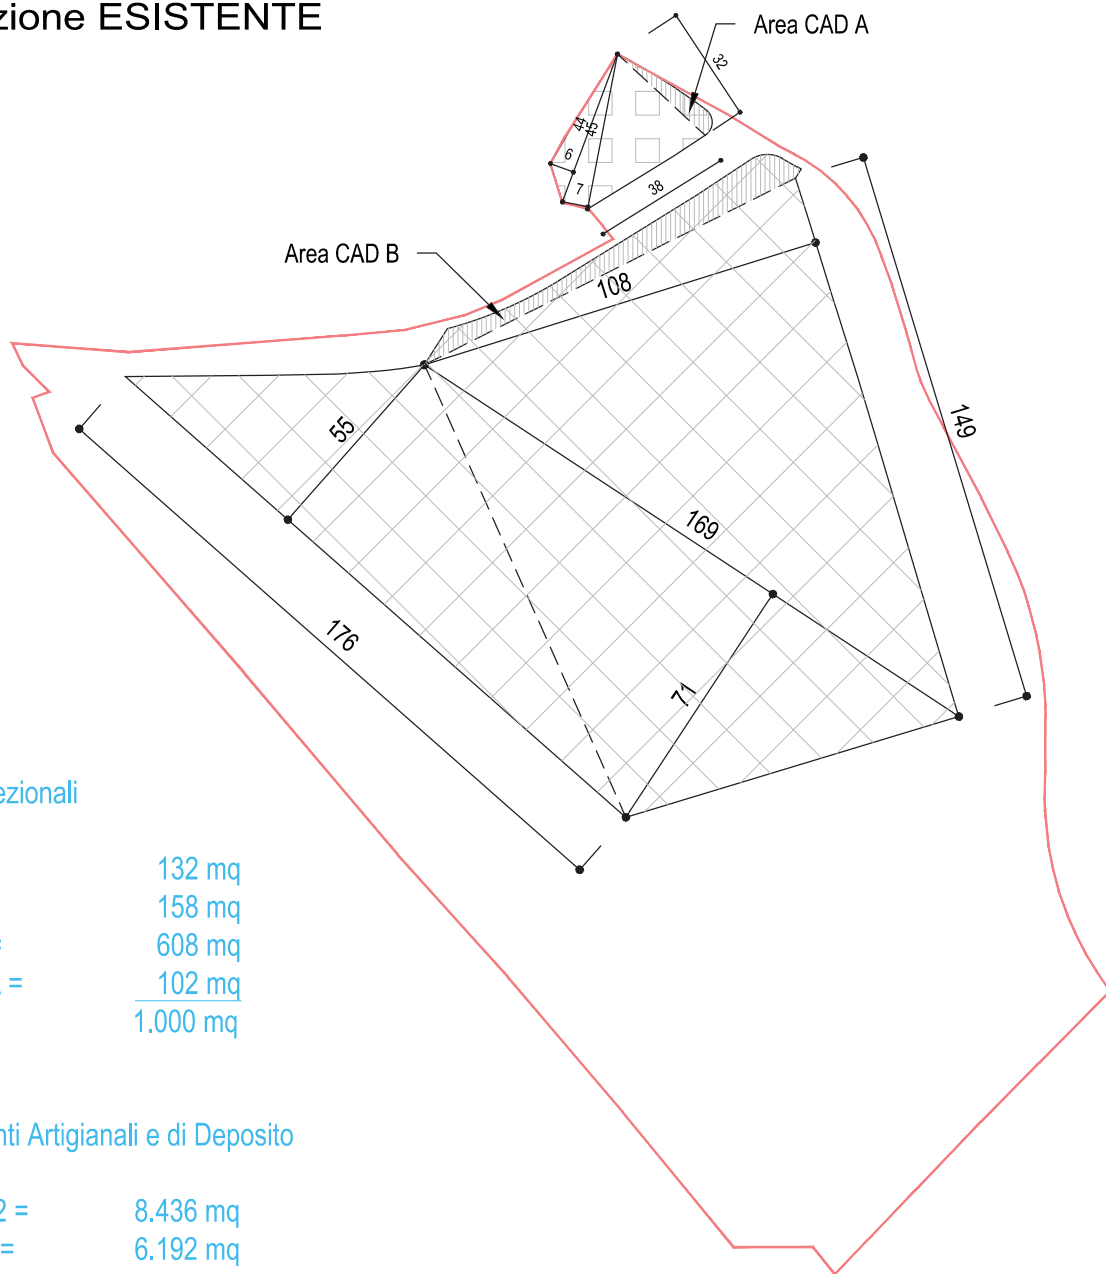 zione ESISTENTE
Area CAD A
32
44
45
6
7
38
Area CAD B
108
55
149
169
176
71
ezionali
132 mq
158 mq
= 608 mq
= 102 mq
1.000 mq
nti Artigianali e di Deposito
2 = 8.436 mq
= 6.192 mq